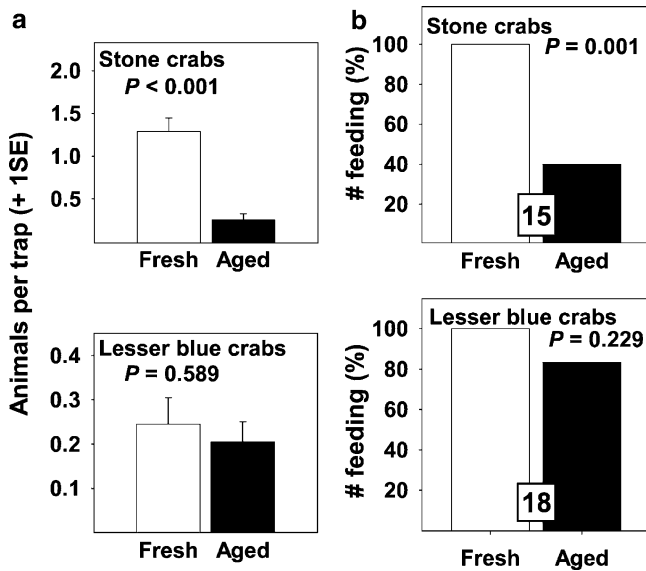 a
Animals per trap (+ 1SE)
Stone crabs
P < 0.001
2.0
1.5
1.0
0.5
Fresh Aged
Lesser blue crabs
P = 0.589
0.4
0.3
0.2
0.1
Fresh Aged
b
# feeding (%)
Stone crabs
P = 0.001
100
80
60
40
20
15
Fresh Aged
# feeding (%)
Lesser blue crabs
P = 0.229
100
80
60
40
20
18
Fresh Aged